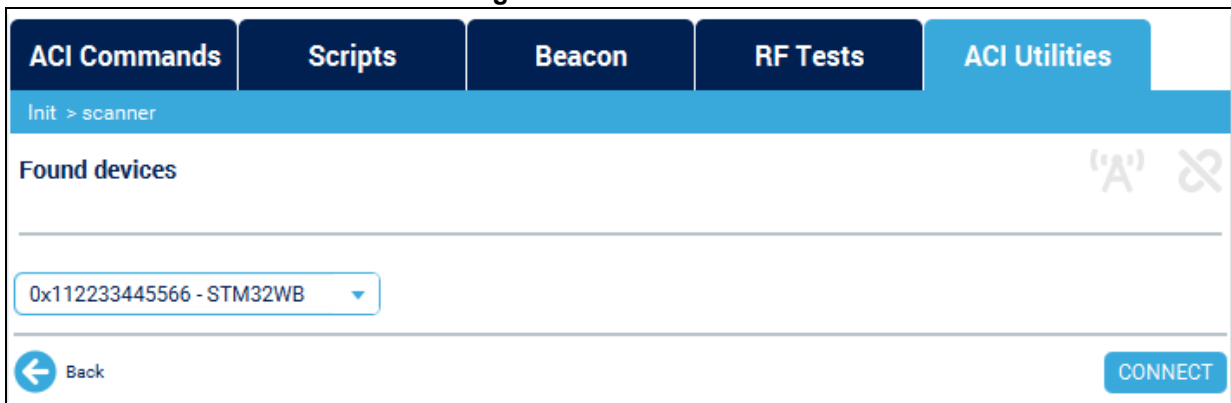 ACI Commands Scripts Beacon RF Tests ACI Utilities
Init > scanner
Found devices
0x112233445566 - STM32WB
Back CONNECT